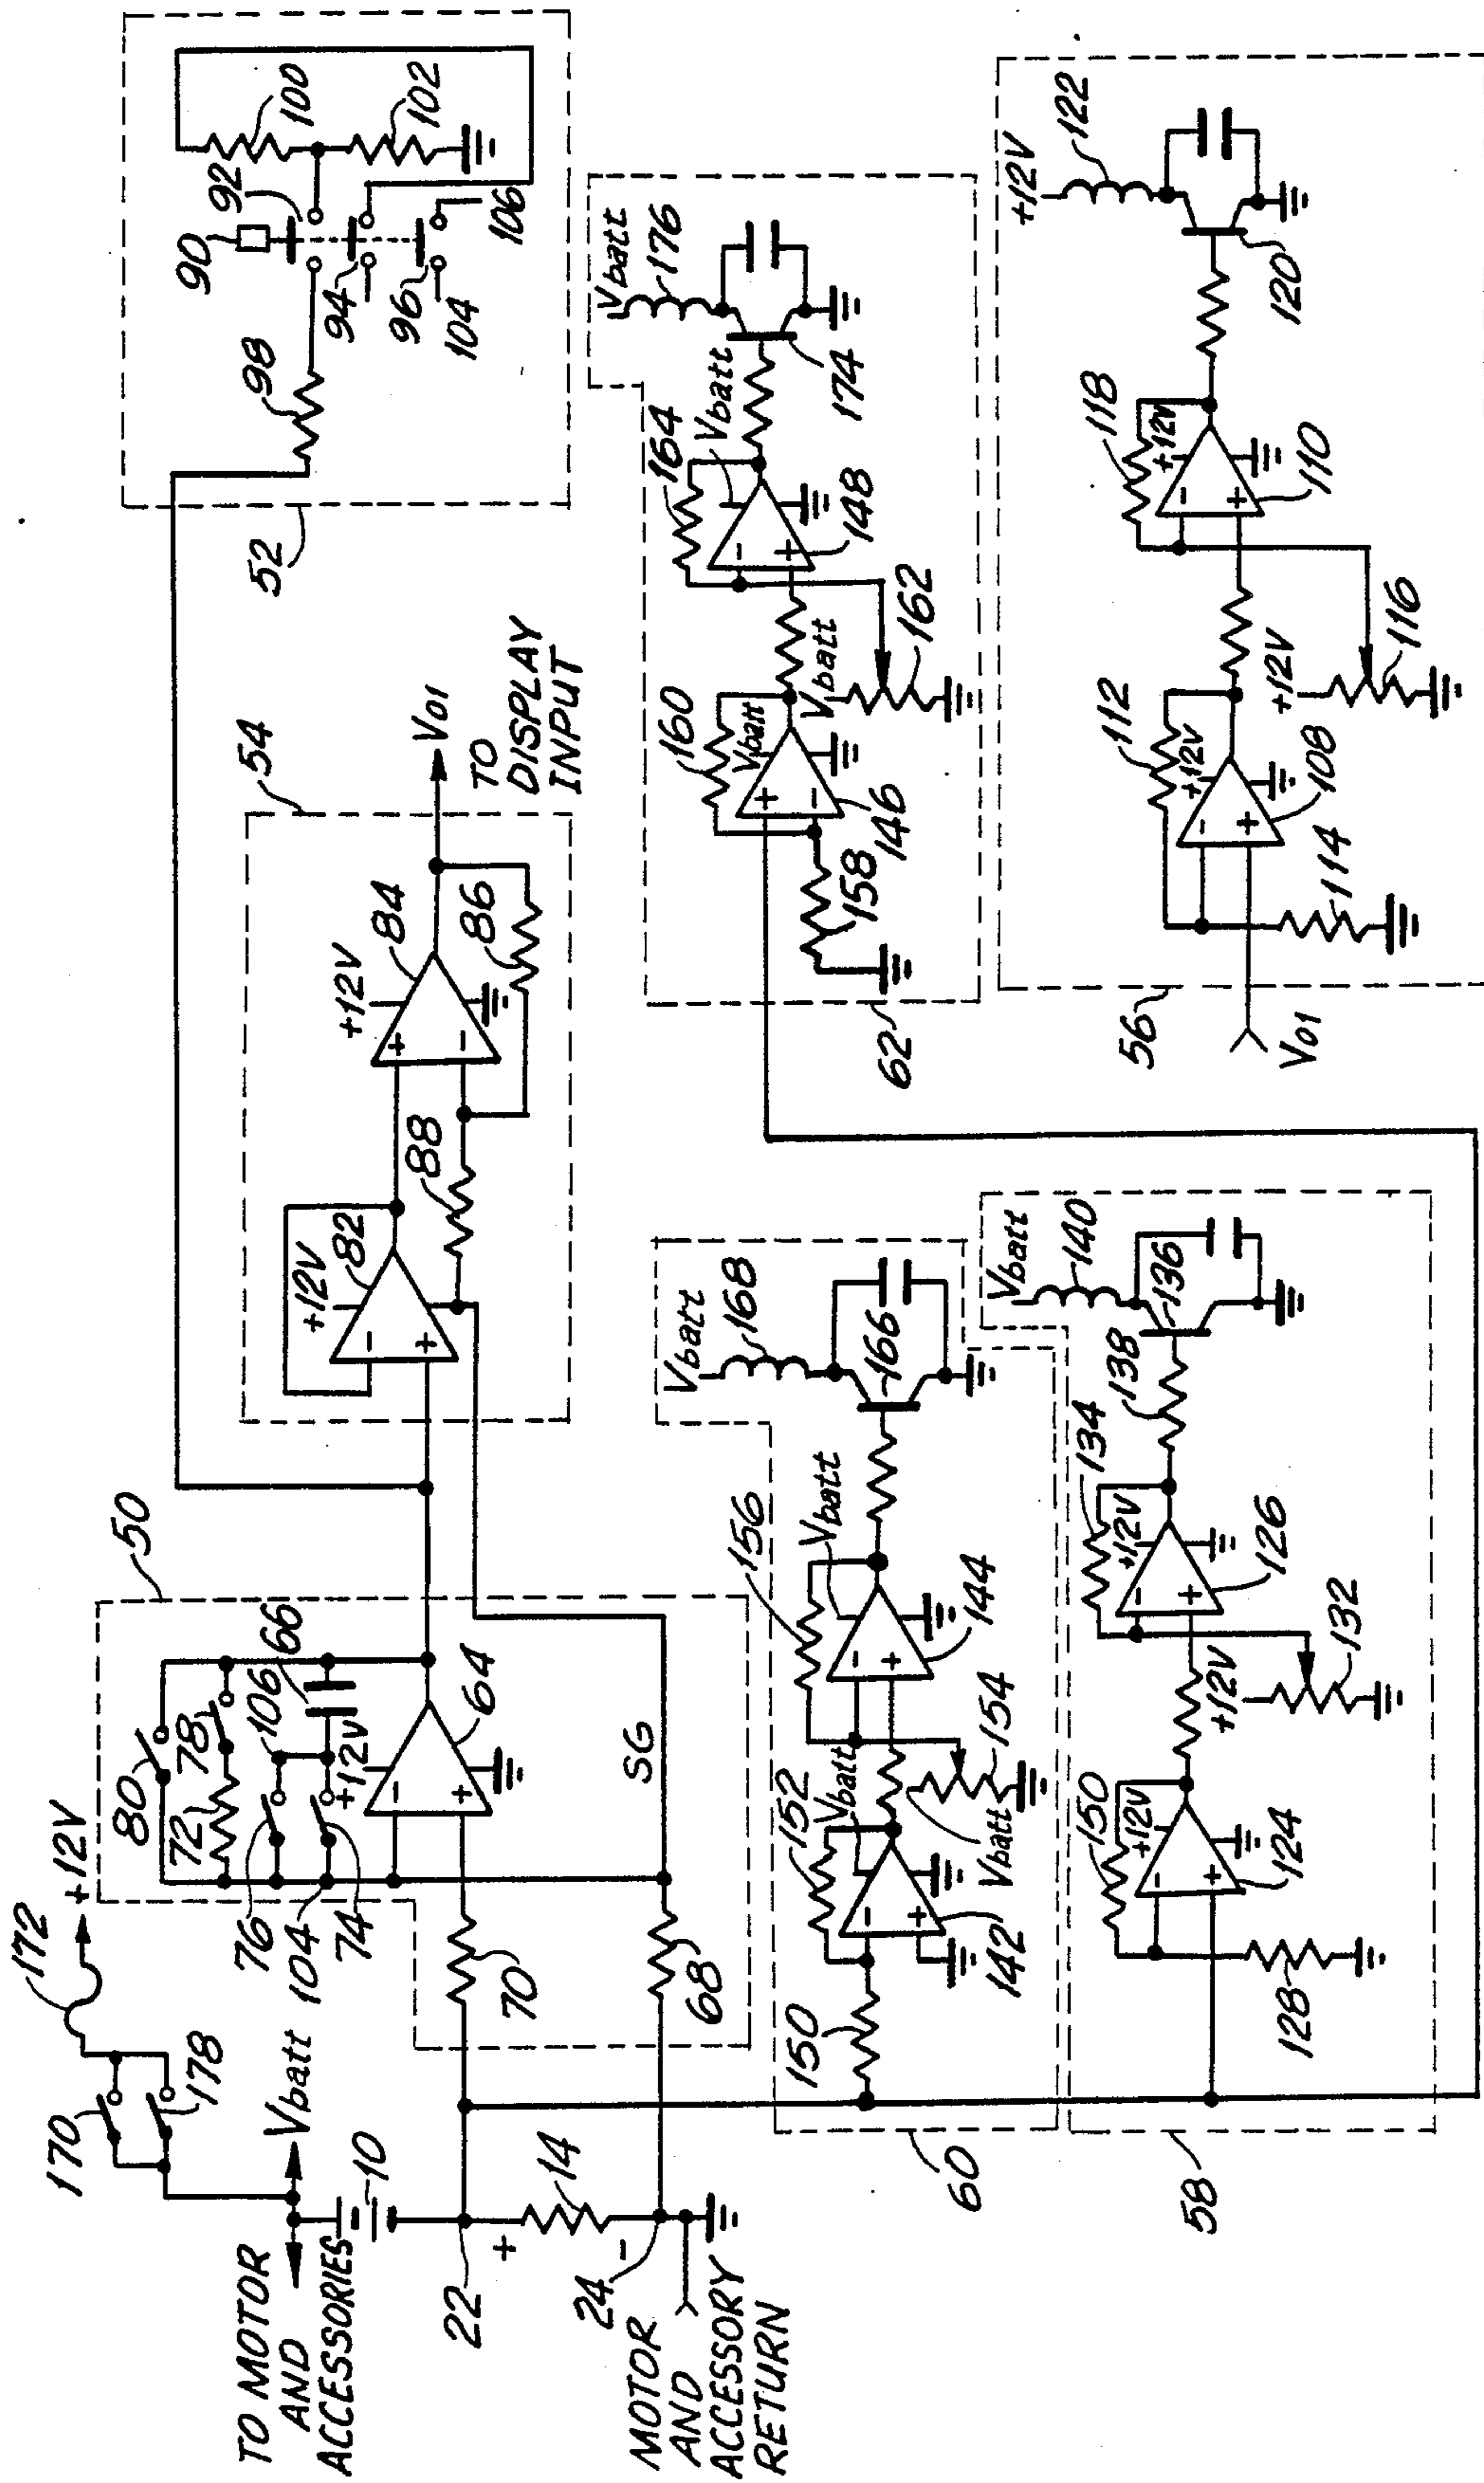 90
92
100
102
98
94
96
104
106
52
Vbatt
176
164
Vbatt
174
148
160
Vbatt
Vbatt
162
146
158
62
+12V
122
118
+12V
120
110
112
+12V
+12V
116
108
114
56
V01
54
+12V
84
V01
TO
DISPLAY
INPUT
86
88
+12V
82
50
80
78
72
106
66
+12V
64
76
104
74
SG
70
68
172
+12V
170
178
Vbatt
TO MOTOR
AND
ACCESSORIES
10
22
+
14
-
24
MOTOR
AND
ACCESSORY
RETURN
Vbatt
168
166
156
Vbatt
144
152
Vbatt
154
Vbatt
150
142
60
Vbatt
140
136
138
134
+12V
126
132
+12V
150
+12V
124
128
58